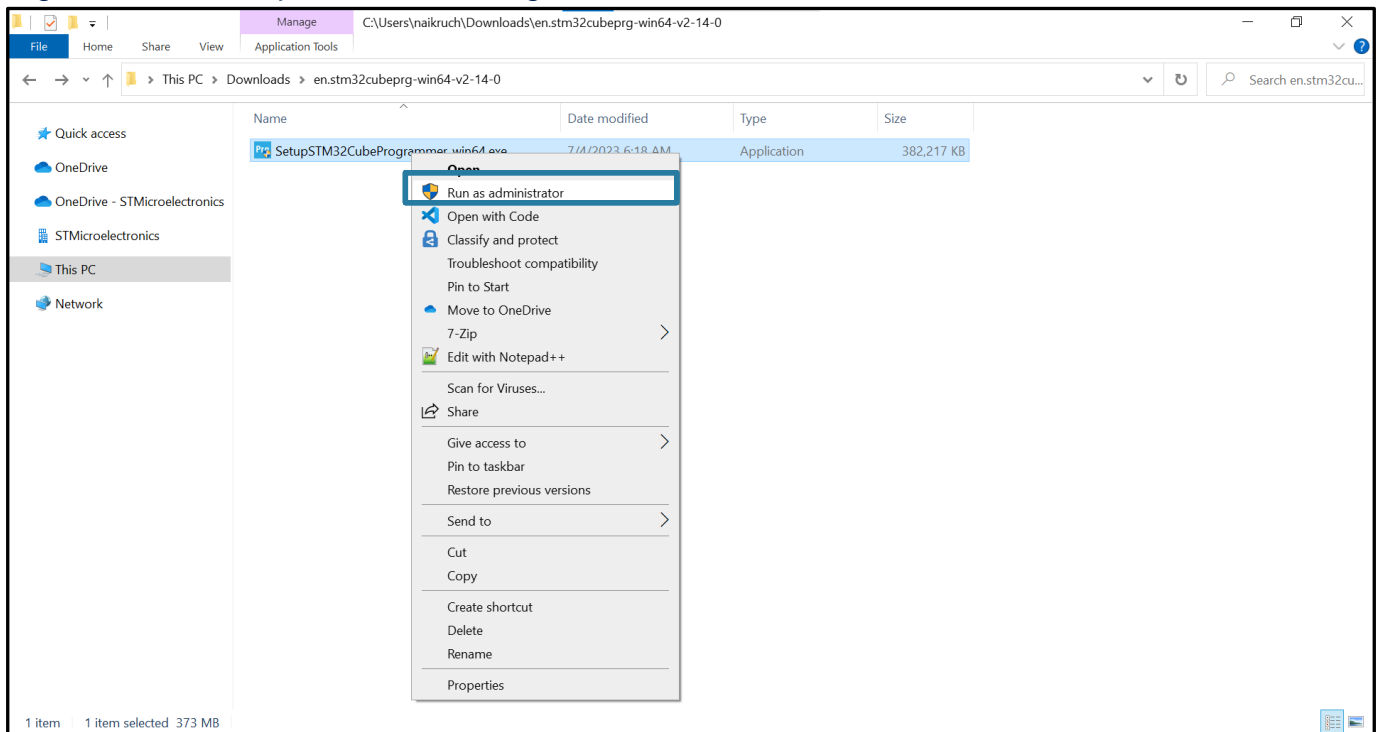 Manage C:\Users\naikruch\Downloads\en.stm32cubeprg-win64-v2-14-0
File Home Share View Application Tools
This PC > Downloads > en.stm32cubeprg-win64-v2-14-0 Search en.stm32cu...
Name Date modified Type Size
SetupSTM32CubeProgrammer_win64.exe 7/4/2023 6:18 AM Application 382,217 KB
Quick access
OneDrive
OneDrive - STMicroelectronics
STMicroelectronics
This PC
Network
Open
Run as administrator
Open with Code
Classify and protect
Troubleshoot compatibility
Pin to Start
Move to OneDrive
7-Zip
Edit with Notepad++
Scan for Viruses...
Share
Give access to
Pin to taskbar
Restore previous versions
Send to
Cut
Copy
Create shortcut
Delete
Rename
Properties
1 item 1 item selected 373 MB